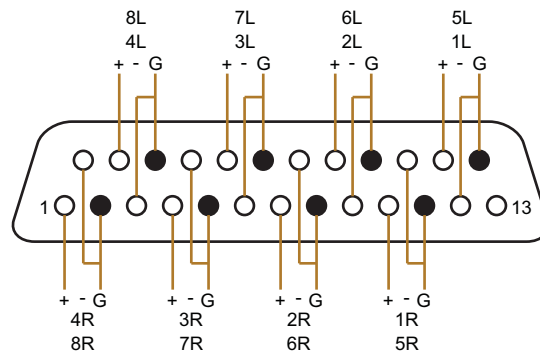 8L 7L 6L 5L
4L 3L 2L 1L
+ - G + - G + - G + - G
1 13
+ - G + - G + - G + - G
4R 3R 2R 1R
8R 7R 6R 5R